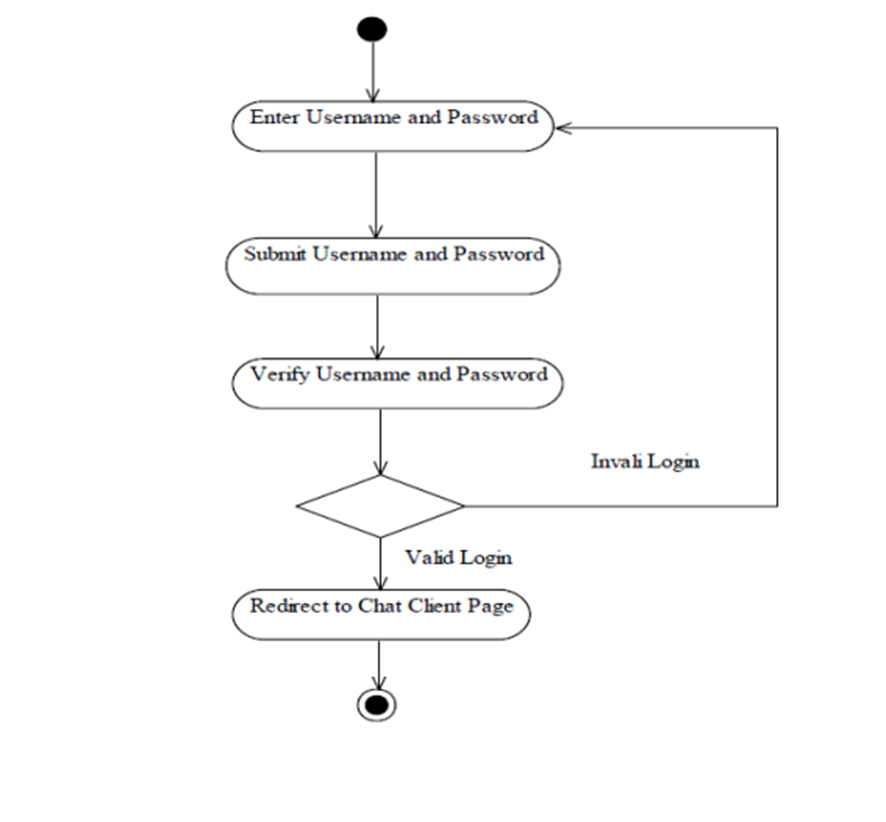 Enter Username and Password
Submit Username and Password
Verify Username and Password
Invali Login
Valid Login
Redirect to Chat Client Page